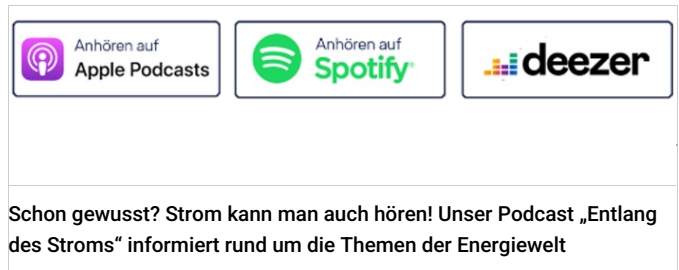 Anhören auf
Apple Podcasts
Anhören auf
Spotify
deezer
Schon gewusst? Strom kann man auch hören! Unser Podcast „Entlang
des Stroms“ informiert rund um die Themen der Energiewelt